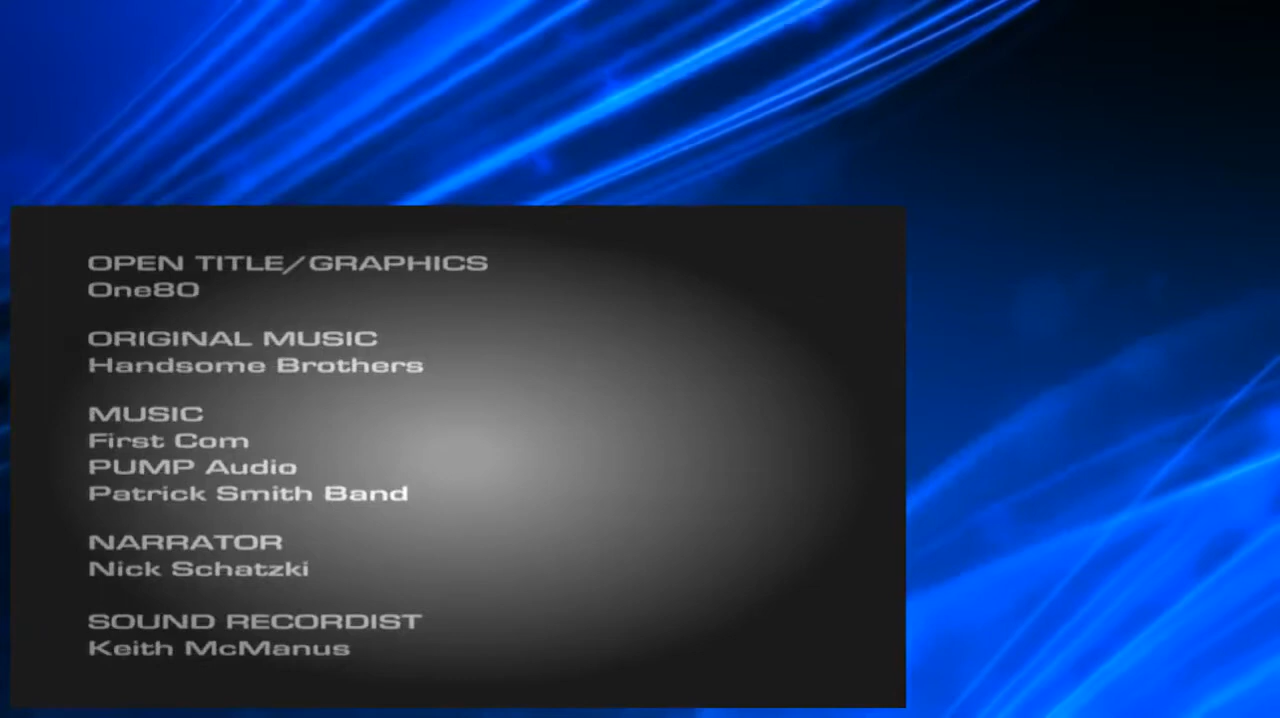 OPEN TITLE/GRAPHICS
One80
ORIGINAL MUSIC
Handsome Brothers
MUSIC
First Com
PUMP Audio
Patrick Smith Band
NARRATOR
Nick Schatzki
SOUND RECORDIST
Keith McManus